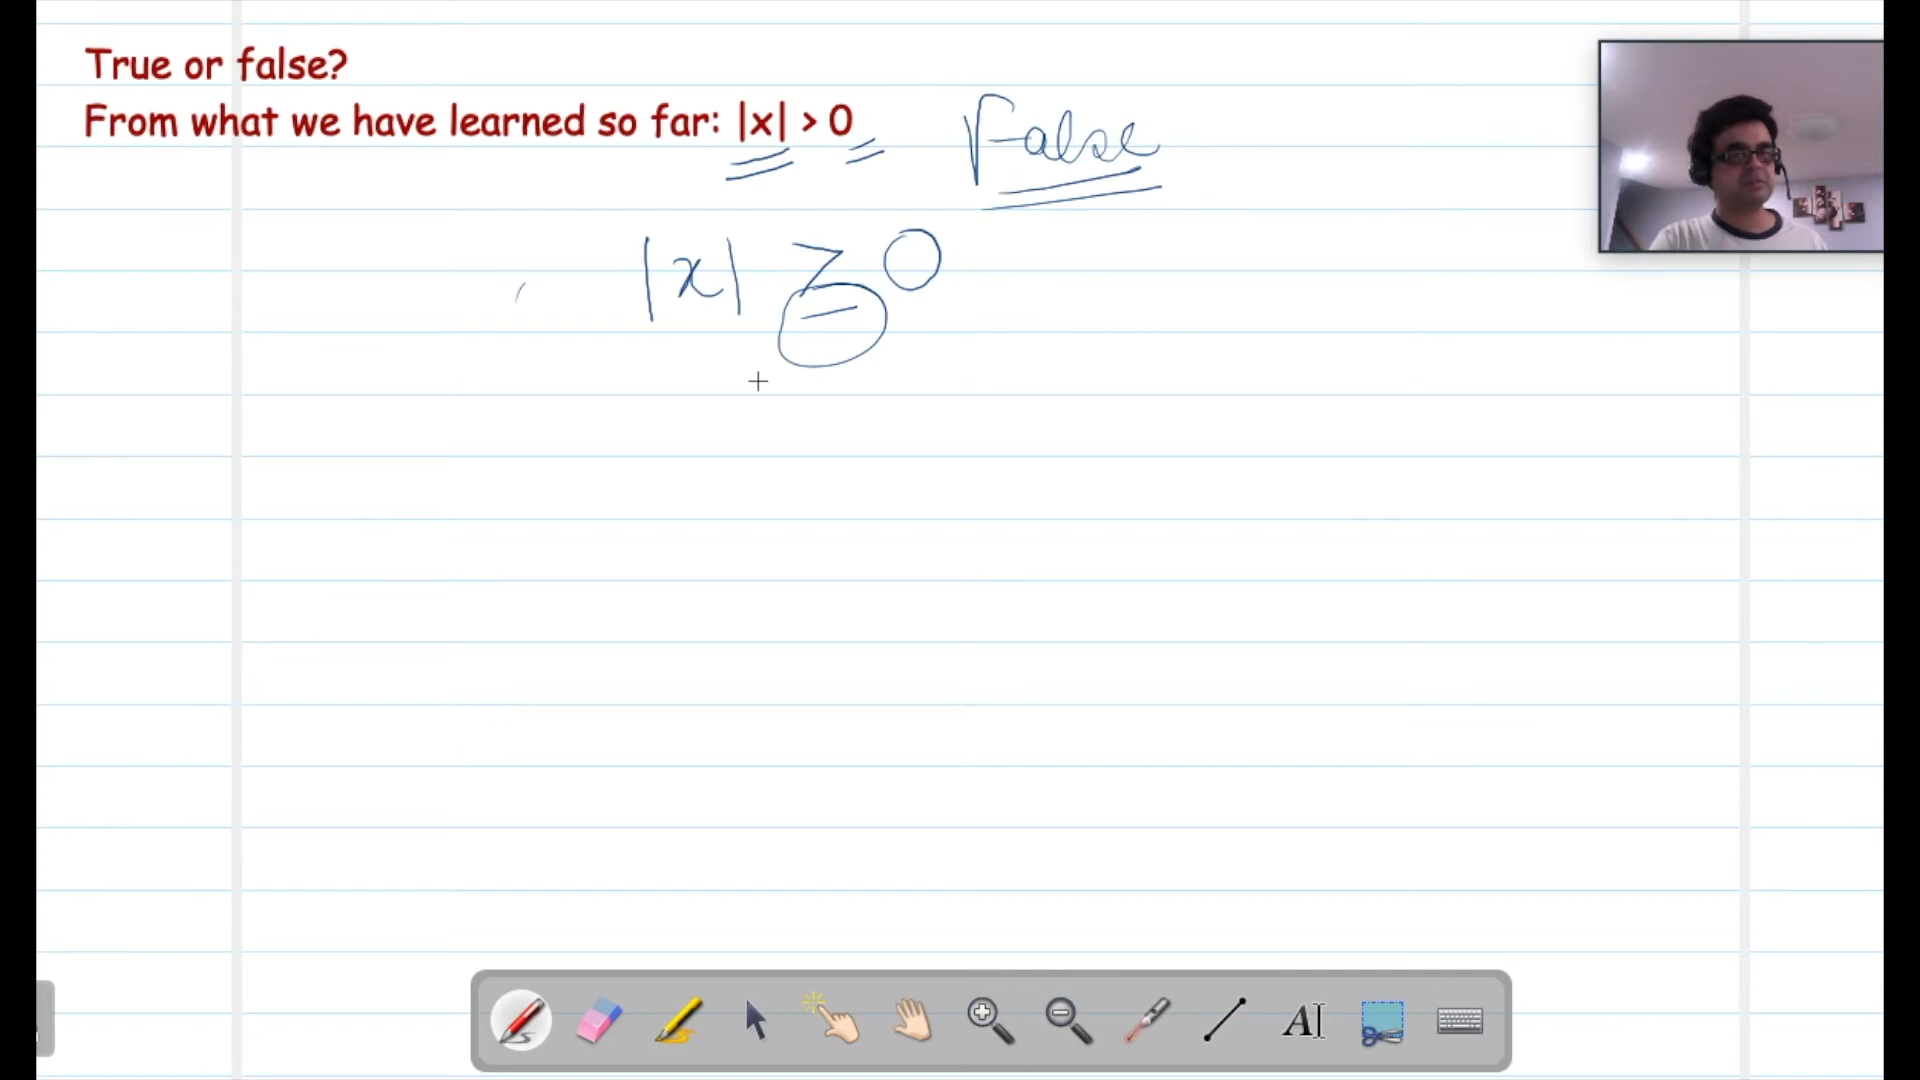 True or false?
From what we have learned so far: |x| > 0
False
|x| ≥ 0